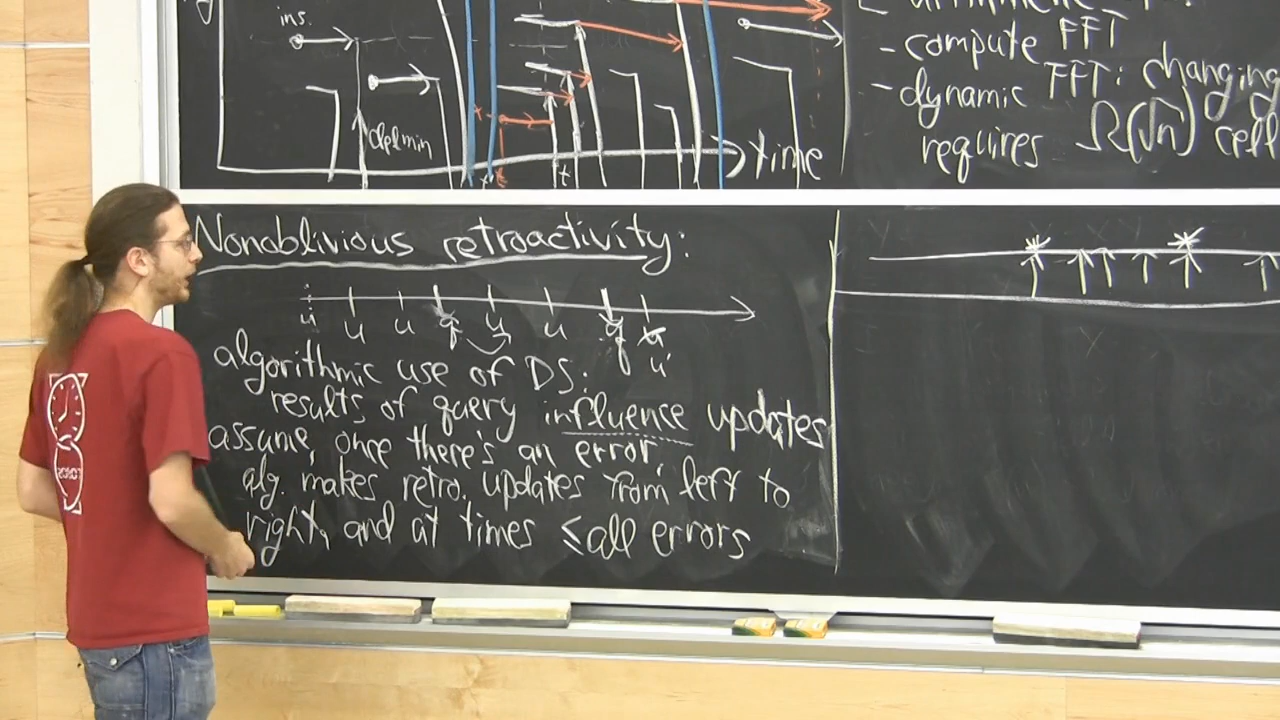 ins.
delmin
time
- compute FFT
- dynamic FFT: changing
requires Ω(√n) cell
Nonoblivious retroactivity:
u u u q u u q
u'
algorithmic use of DS:
results of query influence updates
assume, once there's an error,
alg. makes retro. updates from left to
right, and at times ≤ all errors